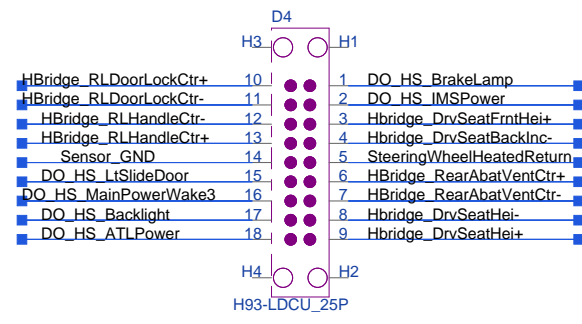 D4
H3 H1
HBridge_RLDoorLockCtr+ 10 1 DO_HS_BrakeLamp
HBridge_RLDoorLockCtr- 11 2 DO_HS_IMSPower
HBridge_RLHandleCtr- 12 3 Hbridge_DrvSeatFrntHei+
HBridge_RLHandleCtr+ 13 4 Hbridge_DrvSeatBackInc-
Sensor_GND 14 5 SteeringWheelHeatedReturn
DO_HS_LtSlideDoor 15 6 HBridge_RearAbatVentCtr+
DO_HS_MainPowerWake3 16 7 HBridge_RearAbatVentCtr-
DO_HS_Backlight 17 8 Hbridge_DrvSeatHei-
DO_HS_ATLPower 18 9 Hbridge_DrvSeatHei+
H4 H2
H93-LDCU_25P